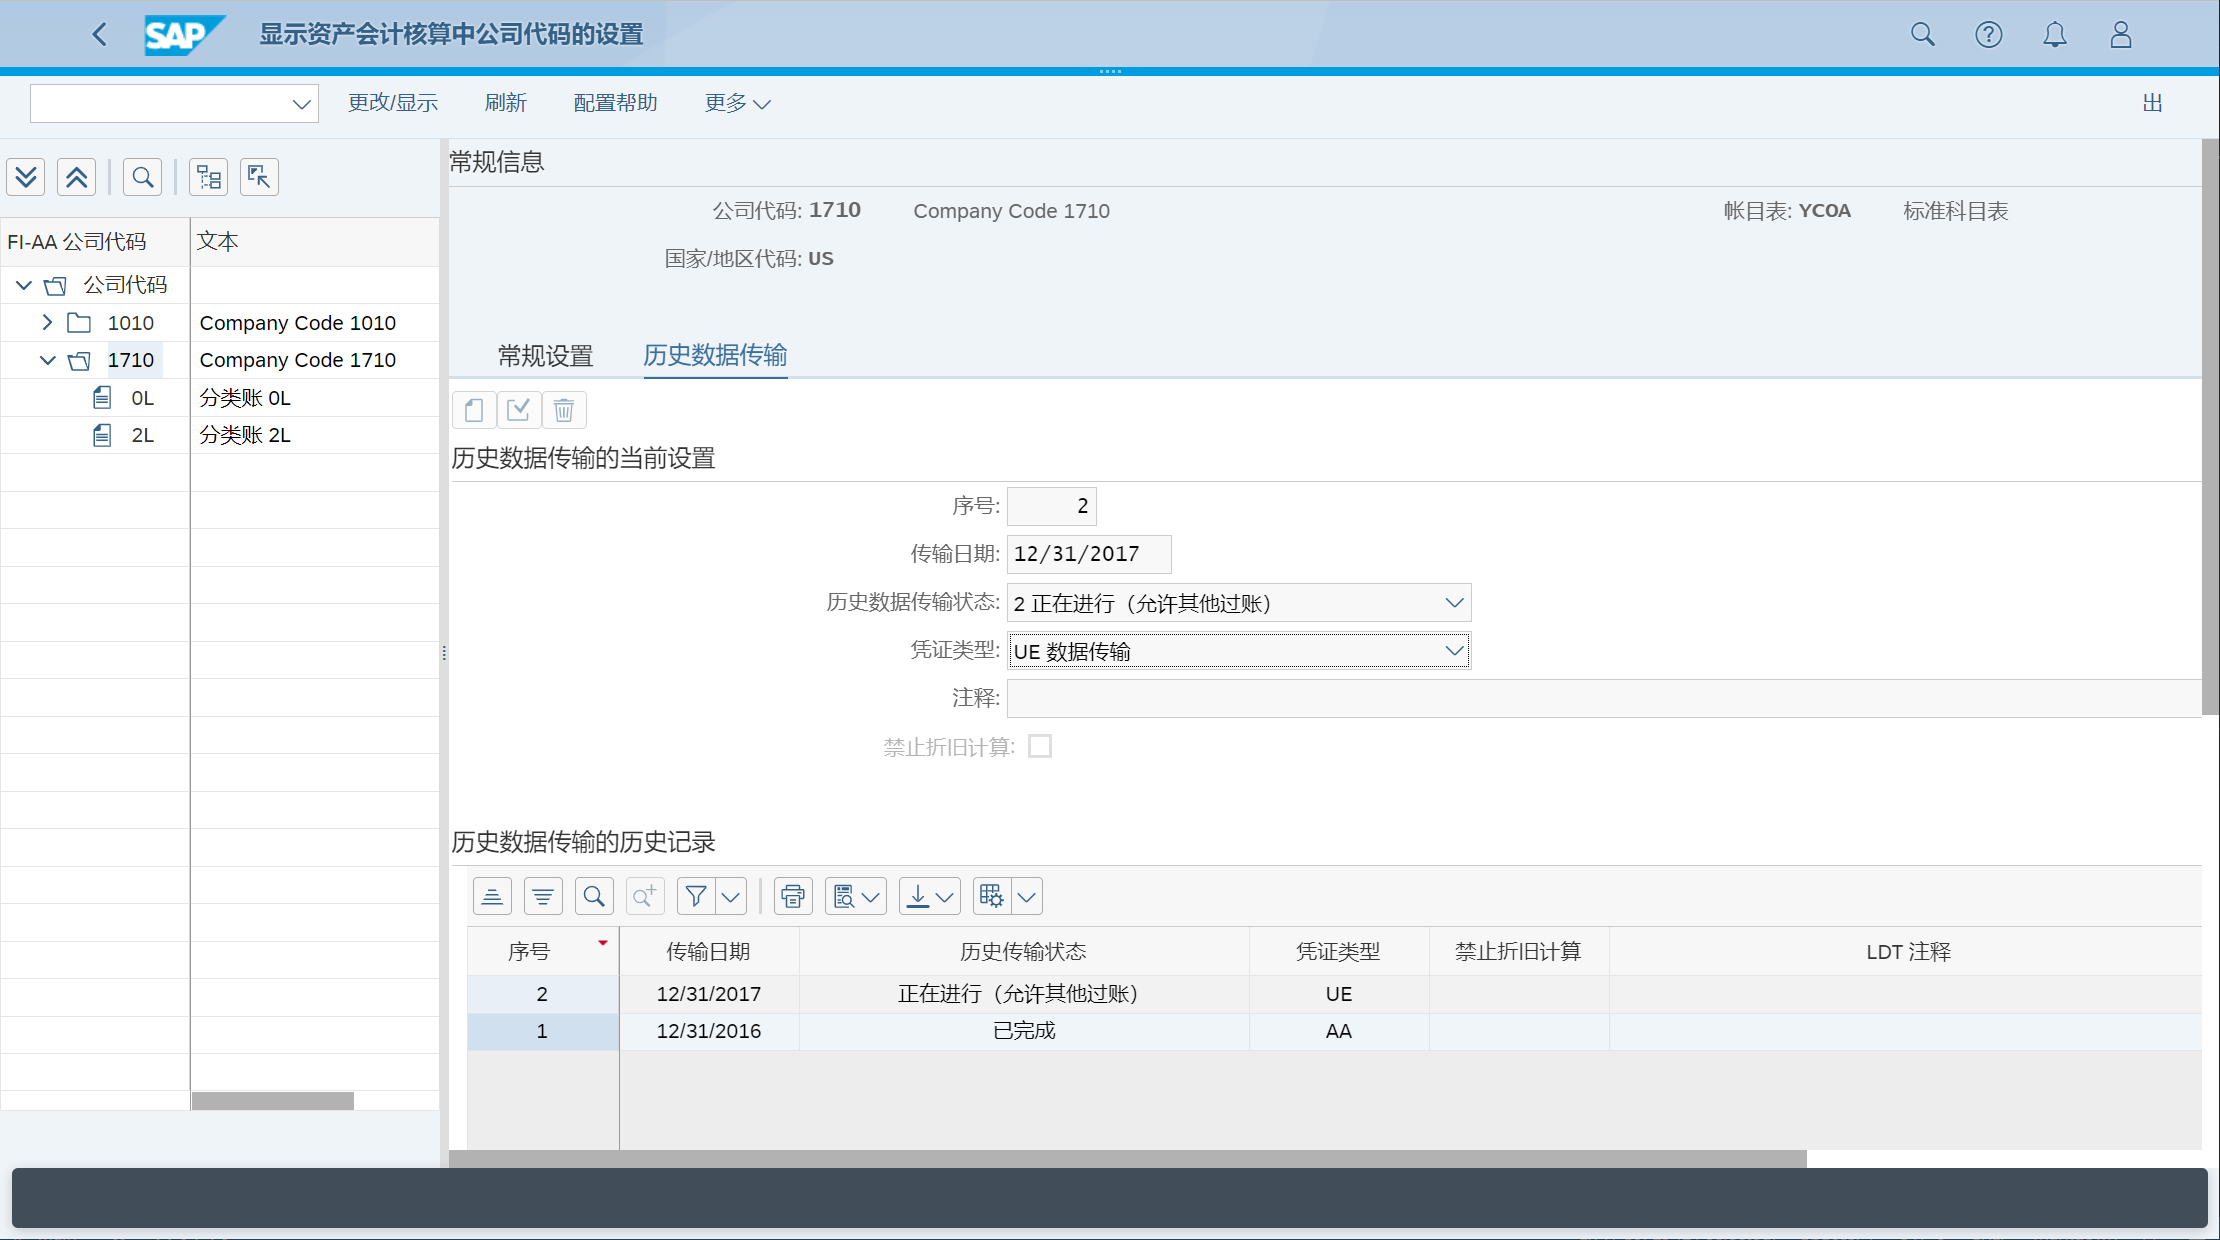 SAP 显示资产会计核算中公司代码的设置
更改/显示 刷新 配置帮助 更多 出
常规信息
公司代码: 1710 Company Code 1710 帐目表: YCOA 标准科目表
国家/地区代码: US
FI-AA 公司代码 文本
公司代码
1010 Company Code 1010
1710 Company Code 1710
0L 分类账 0L
2L 分类账 2L
常规设置 历史数据传输
历史数据传输的当前设置
序号: 2
传输日期: 12/31/2017
历史数据传输状态: 2 正在进行（允许其他过账）
凭证类型: UE 数据传输
注释:
禁止折旧计算:
历史数据传输的历史记录
序号 传输日期 历史传输状态 凭证类型 禁止折旧计算 LDT 注释
2 12/31/2017 正在进行（允许其他过账） UE
1 12/31/2016 已完成 AA